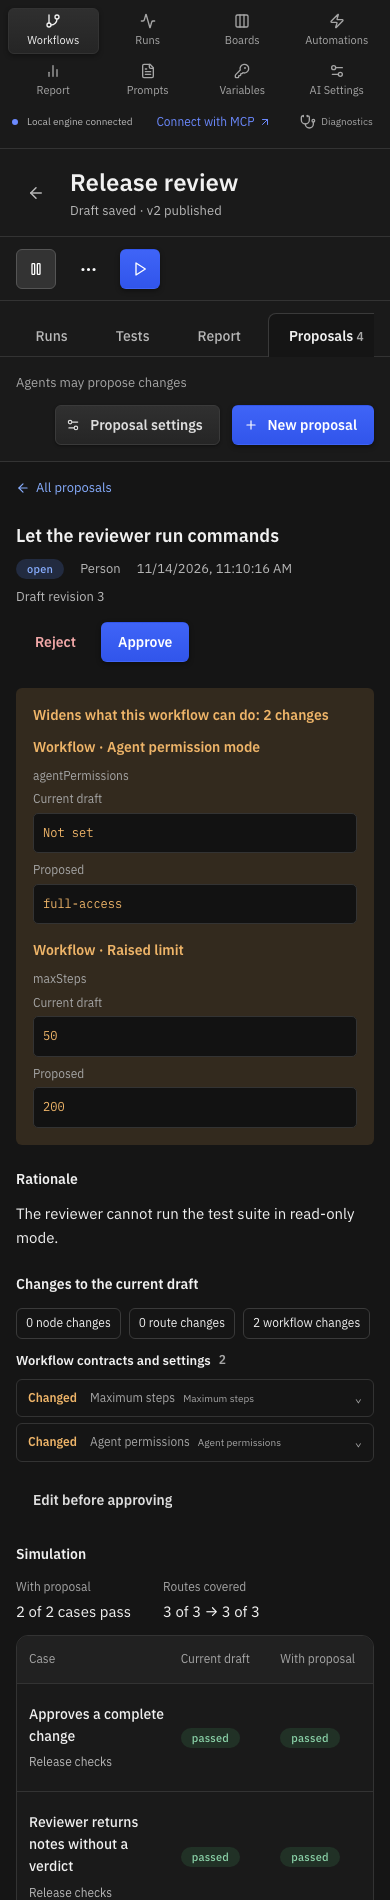 Workflows
Runs
Boards
Automations
Report
Prompts
Variables
AI Settings
Local engine connected
Connect with MCP ↗
Diagnostics
Release review
Draft saved · v2 published
Runs
Tests
Report
Proposals 4
Agents may propose changes
Proposal settings
New proposal
All proposals
Let the reviewer run commands
open Person 11/14/2026, 11:10:16 AM
Draft revision 3
Reject
Approve
Widens what this workflow can do: 2 changes
Workflow · Agent permission mode
agentPermissions
Current draft
Not set
Proposed
full-access
Workflow · Raised limit
maxSteps
Current draft
50
Proposed
200
Rationale
The reviewer cannot run the test suite in read-only
mode.
Changes to the current draft
0 node changes
0 route changes
2 workflow changes
Workflow contracts and settings 2
Changed Maximum steps Maximum steps
Changed Agent permissions Agent permissions
Edit before approving
Simulation
With proposal
Routes covered
2 of 2 cases pass
3 of 3 → 3 of 3
Case Current draft With proposal
Approves a complete
change
Release checks
passed
passed
Reviewer returns
notes without a
verdict
Release checks
passed
passed